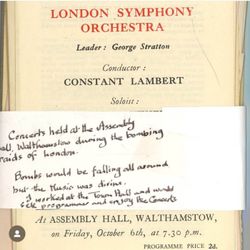 LONDON SYMPHONY
ORCHESTRA
Leader: George Stratton
Conductor:
CONSTANT LAMBERT
Soloist:
Concerts held at the Assembly
Hall, Walthamstow during the bombing
raids of London.
Bombs would be falling all around
but the Music was divine.
I worked at the Town Hall and would
sell programmes and enjoy the Concerts
At ASSEMBLY HALL, WALTHAMSTOW,
on Friday, October 6th, at 7.30 p.m.
PROGRAMME PRICE 2d.